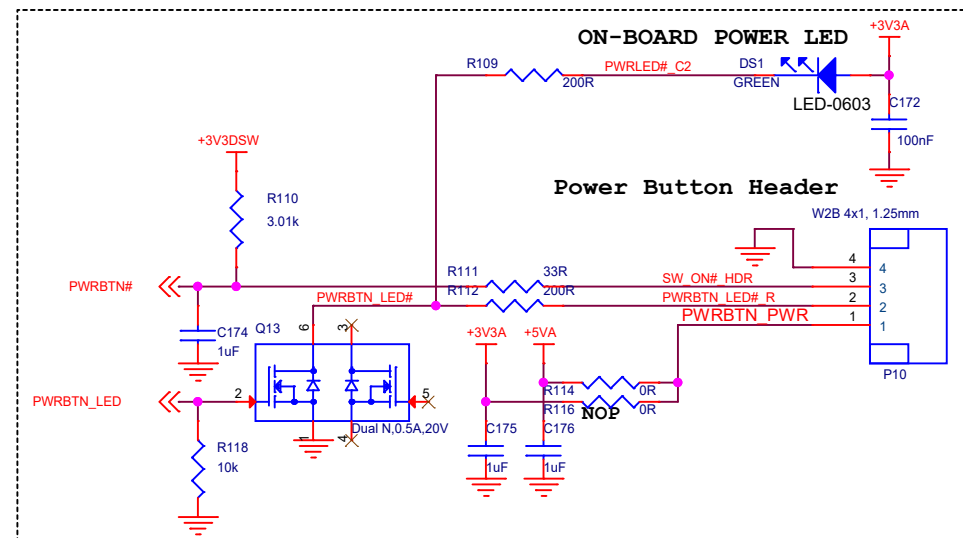 ON-BOARD POWER LED
+3V3A
R109
200R
PWRLED#_C2
DS1
GREEN
LED-0603
C172
100nF
+3V3DSW
R110
3.01k
Power Button Header
W2B 4x1, 1.25mm
4
4
3
3
2
2
1
1
P10
PWRBTN#
R111
33R
SW_ON#_HDR
PWRBTN_LED#
R112
200R
PWRBTN_LED#_R
PWRBTN_PWR
C174
1uF
Q13
6
3
2
5
1
4
Dual N,0.5A,20V
+3V3A
+5VA
PWRBTN_LED
R114
0R
R116
0R
NOP
C175
1uF
C176
1uF
R118
10k